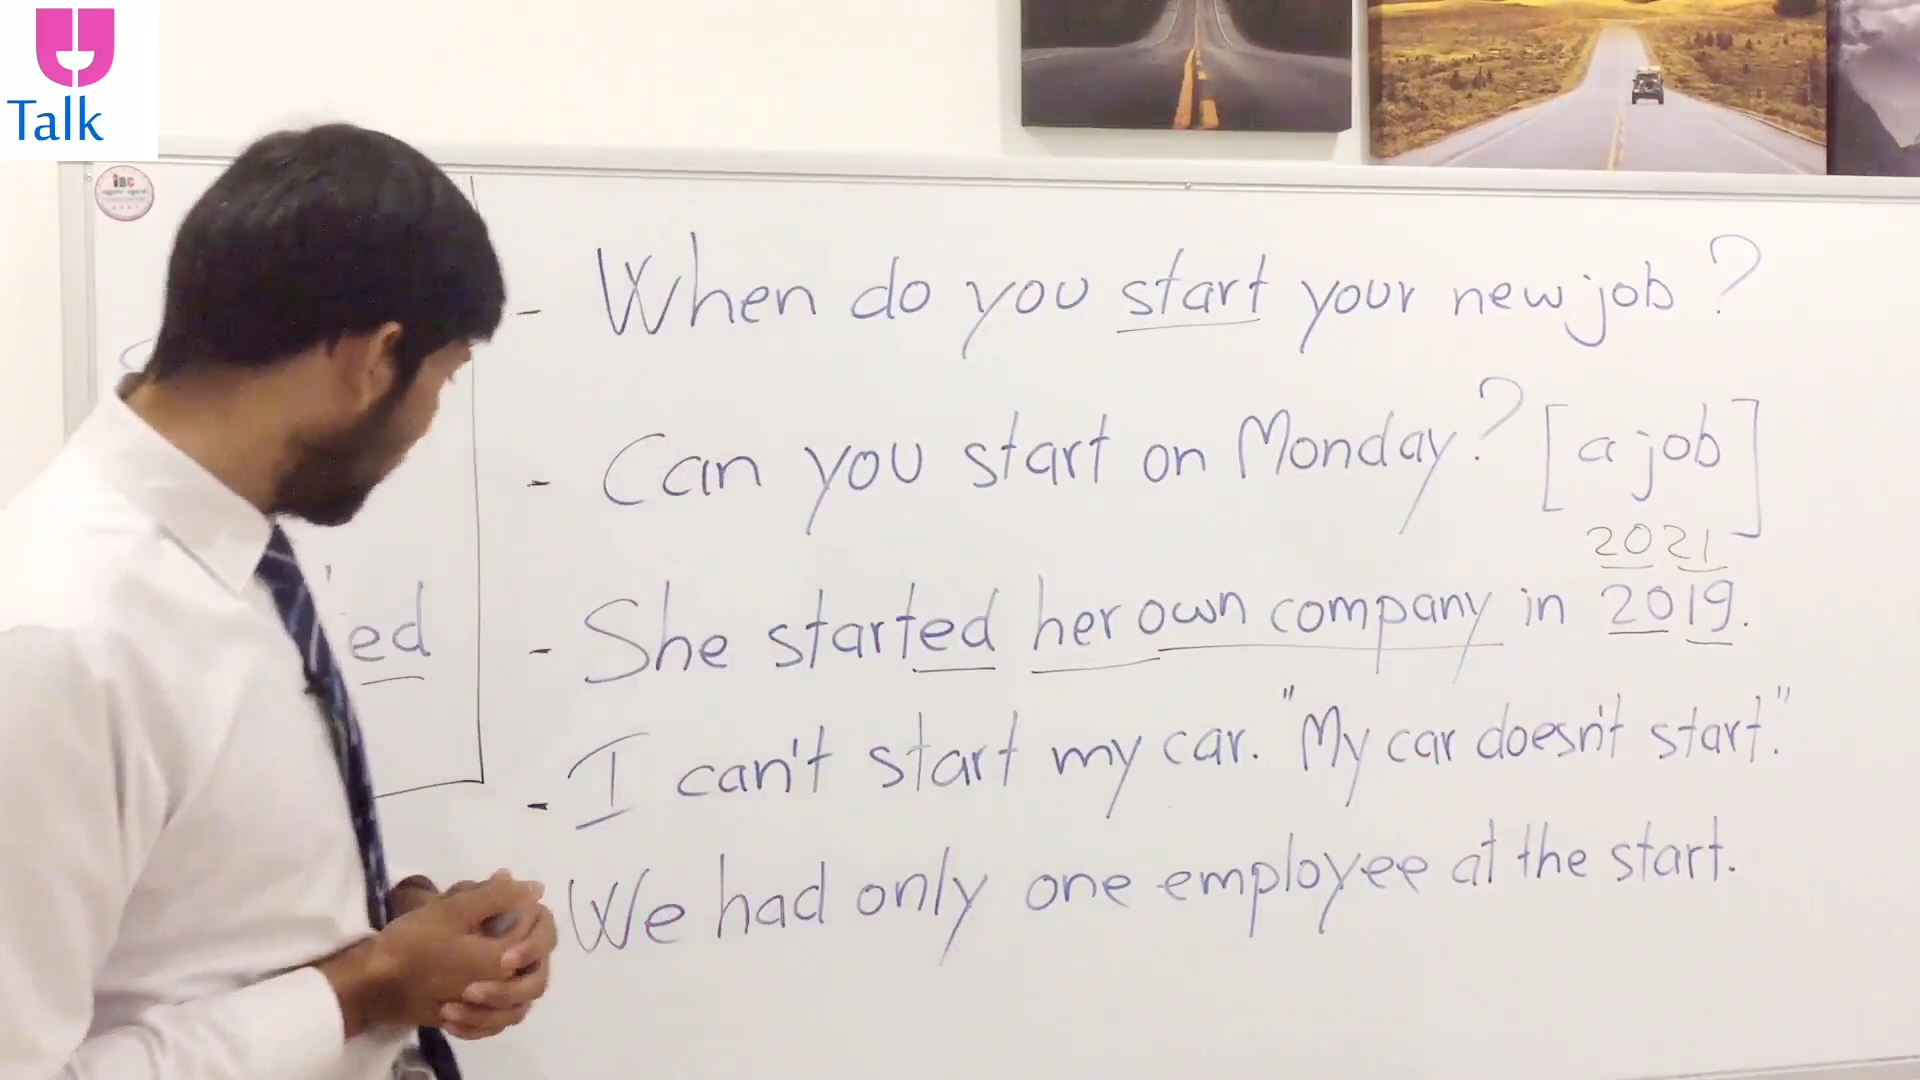 Talk
iBC
- When do you start your new job?
- Can you start on Monday? [a job]
2021
- She started her own company in 2019.
ed
- I can't start my car. "My car doesn't start."
We had only one employee at the start.